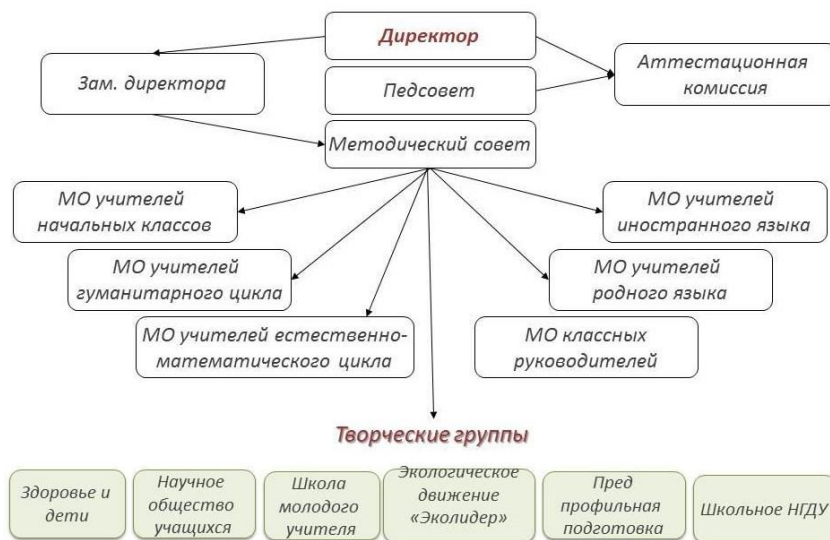 Директор
Зам. директора
Педсовет
Аттестационная
комиссия
Методический совет
МО учителей
начальных классов
МО учителей
иностранного языка
МО учителей
гуманитарного цикла
МО учителей
родного языка
МО учителей естественно-
математического цикла
МО классных
руководителей
Творческие группы
Здоровье и
дети
Научное
общество
учащихся
Школа
молодого
учителя
Экологическое
движение
«Эколидер»
Пред
профильная
подготовка
Школьное НГДУ